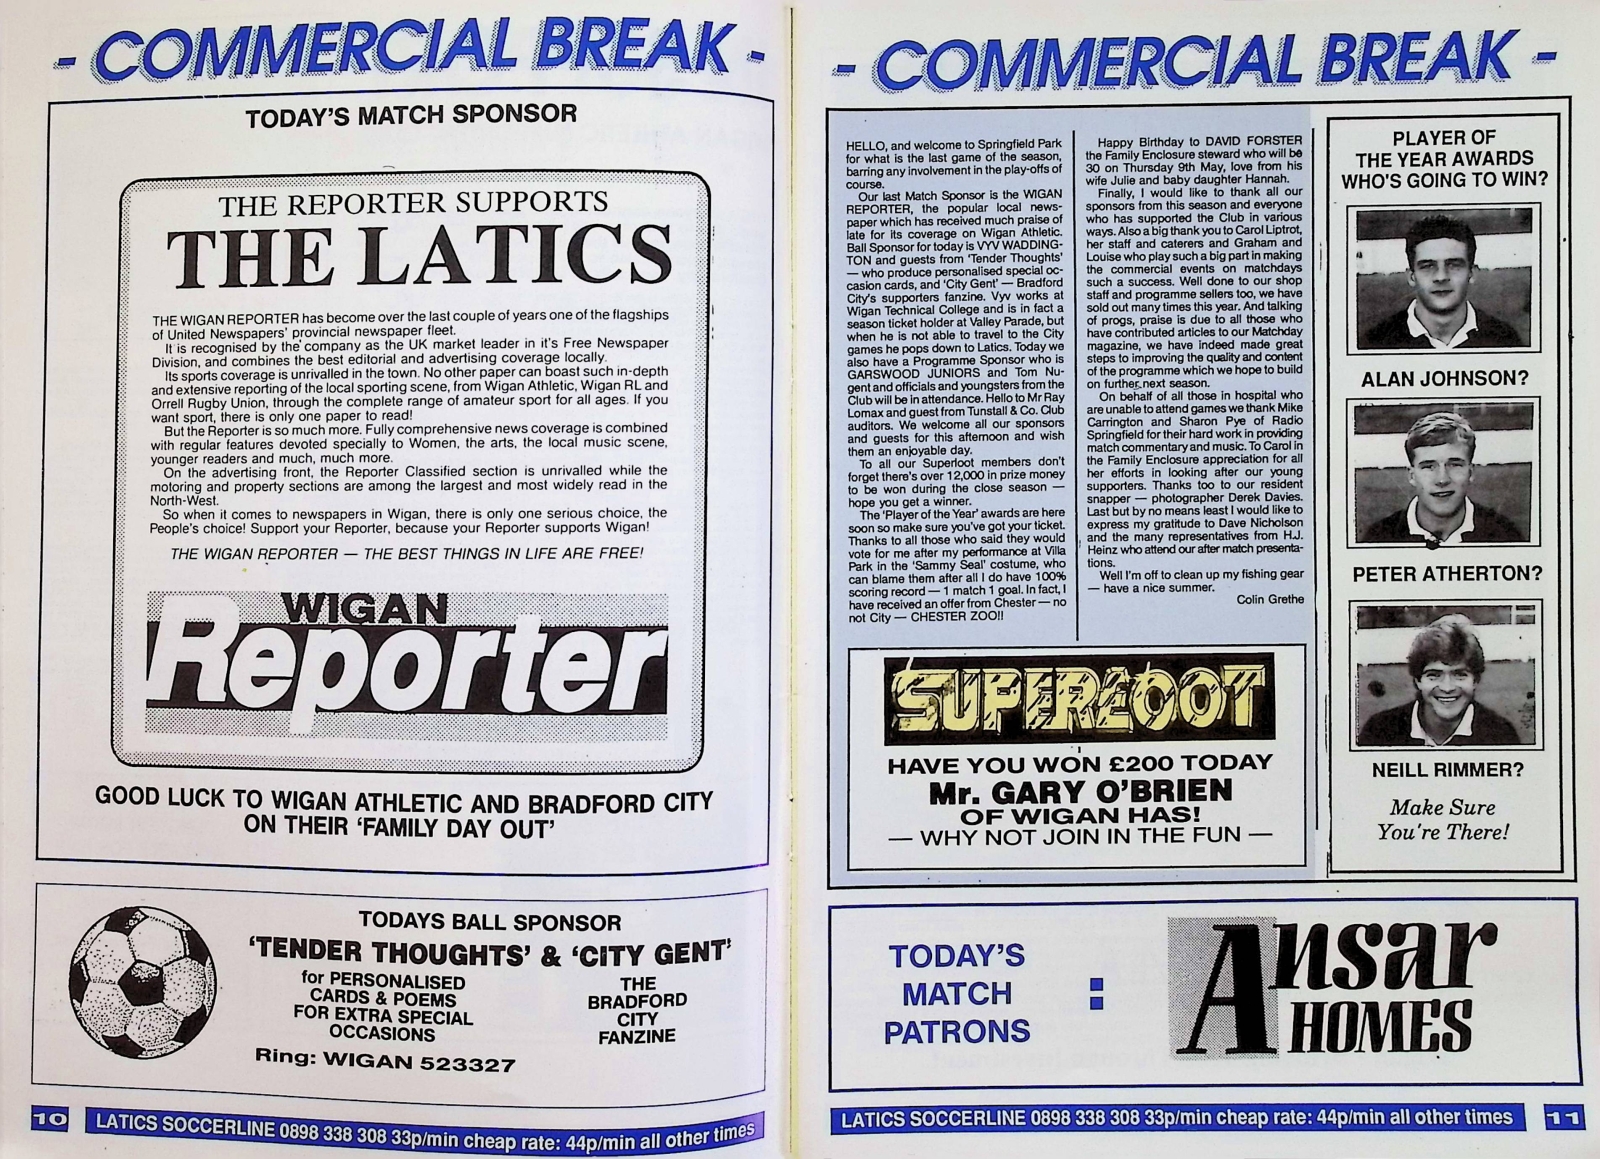 - COMMERCIAL BREAK -
TODAY'S MATCH SPONSOR
THE REPORTER SUPPORTS
THE LATICS
THE WIGAN REPORTER has become over the last couple of years one of the flagships
of United Newspapers' provincial newspaper fleet.
It is recognised by the company as the UK market leader in it's Free Newspaper
Division, and combines the best editorial and advertising coverage locally.
Its sports coverage is unrivalled in the town. No other paper can boast such in-depth
and extensive reporting of the local sporting scene, from Wigan Athletic, Wigan RL and
Orrell Rugby Union, through the complete range of amateur sport for all ages. If you
want sport, there is only one paper to read!
But the Reporter is so much more. Fully comprehensive news coverage is combined
with regular features devoted specially to Women, the arts, the local music scene,
younger readers and much, much more.
On the advertising front, the Reporter Classified section is unrivalled while the
motoring and property sections are among the largest and most widely read in the
North-West.
So when it comes to newspapers in Wigan, there is only one serious choice, the
People's choice! Support your Reporter, because your Reporter supports Wigan!
THE WIGAN REPORTER — THE BEST THINGS IN LIFE ARE FREE!
WIGAN
Reporter
GOOD LUCK TO WIGAN ATHLETIC AND BRADFORD CITY
ON THEIR 'FAMILY DAY OUT'
TODAYS BALL SPONSOR
'TENDER THOUGHTS' & 'CITY GENT'
for PERSONALISED
CARDS & POEMS
FOR EXTRA SPECIAL
OCCASIONS
THE
BRADFORD
CITY
FANZINE
Ring: WIGAN 523327
10
LATICS SOCCERLINE 0898 338 308 33p/min cheap rate: 44p/min all other times
- COMMERCIAL BREAK -
HELLO, and welcome to Springfield Park
for what is the last game of the season,
barring any involvement in the play-offs of
course.
Our last Match Sponsor is the WIGAN
REPORTER, the popular local news-
paper which has received much praise of
late for its coverage on Wigan Athletic.
Ball Sponsor for today is VYV WADDING-
TON and guests from 'Tender Thoughts'
— who produce personalised special oc-
casion cards, and 'City Gent' — Bradford
City's supporters fanzine. Vyv works at
Wigan Technical College and is in fact a
season ticket holder at Valley Parade, but
when he is not able to travel to the City
games he pops down to Latics. Today we
also have a Programme Sponsor who is
GARSWOOD JUNIORS and Tom Nu-
gent and officials and youngsters from the
Club will be in attendance. Hello to Mr Ray
Lomax and guest from Tunstall & Co. Club
auditors. We welcome all our sponsors
and guests for this afternoon and wish
them an enjoyable day.
To all our Superfoot members don't
forget there's over 12,000 in prize money
to be won during the close season —
hope you get a winner.
The 'Player of the Year' awards are here
soon so make sure you've got your ticket.
Thanks to all those who said they would
vote for me after my performance at Villa
Park in the 'Sammy Seal' costume, who
can blame them after all I do have 100%
scoring record — 1 match 1 goal. In fact, I
have received an offer from Chester — no
not City — CHESTER ZOO!!
Happy Birthday to DAVID FORSTER
the Family Enclosure steward who will be
30 on Thursday 9th May, love from his
wife Julie and baby daughter Hannah.
Finally, I would like to thank all our
sponsors from this season and everyone
who has supported the Club in various
ways. Also a big thank you to Carol Liptrot,
her staff and caterers and Graham and
Louise who play such a big part in making
the commercial events on matchdays
such a success. Well done to our shop
staff and programme sellers too, we have
sold out many times this year. And talking
of progs, praise is due to all those who
have contributed articles to our Matchday
magazine, we have indeed made great
steps to improving the quality and content
of the programme which we hope to build
on further next season.
On behalf of all those in hospital who
are unable to attend games we thank Mike
Carrington and Sharon Pye of Radio
Springfield for their hard work in providing
match commentary and music. To Carol in
the Family Enclosure appreciation for all
her efforts in looking after our young
supporters. Thanks too to our resident
snapper — photographer Derek Davies.
Last but by no means least I would like to
express my gratitude to Dave Nicholson
and the many representatives from H.J.
Heinz who attend our after match presenta-
tions.
Well I'm off to clean up my fishing gear
— have a nice summer.
Colin Grethe
SUPERFOOT
HAVE YOU WON £200 TODAY
Mr. GARY O'BRIEN
OF WIGAN HAS!
— WHY NOT JOIN IN THE FUN —
PLAYER OF
THE YEAR AWARDS
WHO'S GOING TO WIN?
ALAN JOHNSON?
PETER ATHERTON?
NEILL RIMMER?
Make Sure
You're There!
TODAY'S
MATCH
PATRONS
:
Ansar
HOMES
LATICS SOCCERLINE 0898 338 308 33p/min cheap rate: 44p/min all other times
11